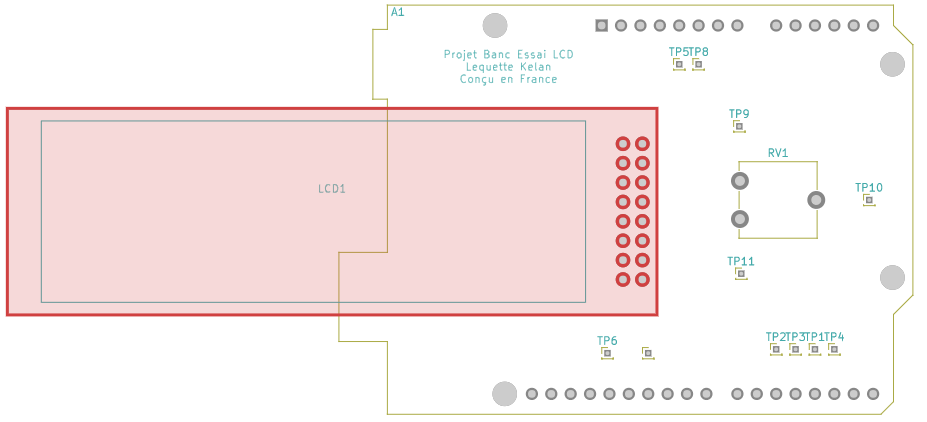 A1
Projet Banc Essai LCD
Lequette Kelan
Conçu en France
TP5TP8
TP9
RV1
LCD1
TP10
TP11
TP6
TP2TP3TP1TP4